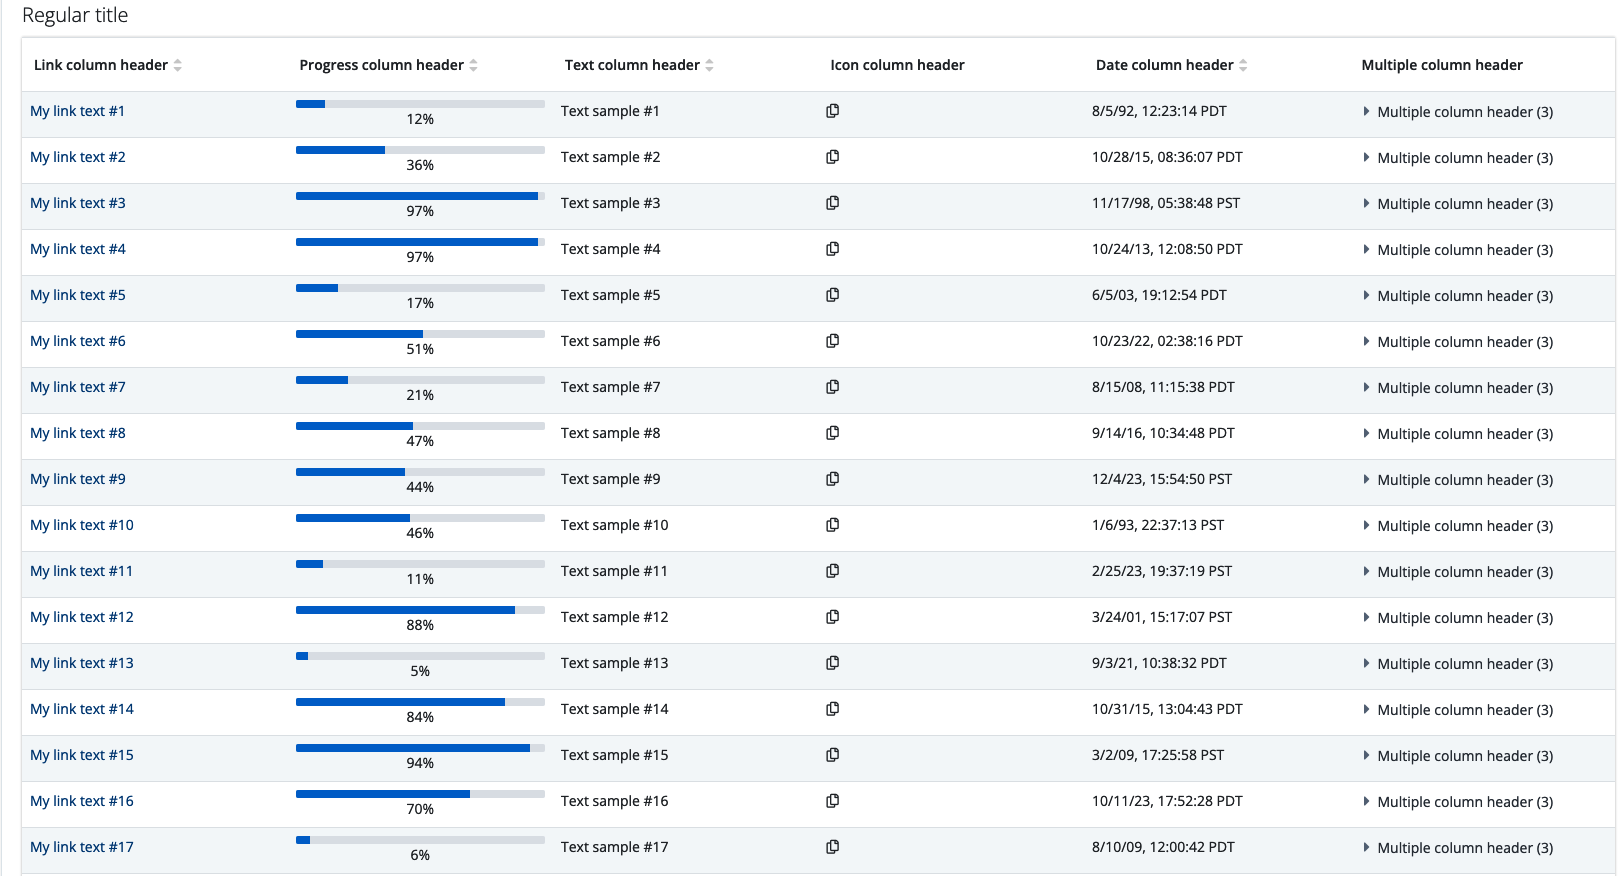 Regular title
Link column header Progress column header Text column header Icon column header Date column header Multiple column header
My link text #1 12% Text sample #1 8/5/92, 12:23:14 PDT Multiple column header (3)
My link text #2 36% Text sample #2 10/28/15, 08:36:07 PDT Multiple column header (3)
My link text #3 97% Text sample #3 11/17/98, 05:38:48 PST Multiple column header (3)
My link text #4 97% Text sample #4 10/24/13, 12:08:50 PDT Multiple column header (3)
My link text #5 17% Text sample #5 6/5/03, 19:12:54 PDT Multiple column header (3)
My link text #6 51% Text sample #6 10/23/22, 02:38:16 PDT Multiple column header (3)
My link text #7 21% Text sample #7 8/15/08, 11:15:38 PDT Multiple column header (3)
My link text #8 47% Text sample #8 9/14/16, 10:34:48 PDT Multiple column header (3)
My link text #9 44% Text sample #9 12/4/23, 15:54:50 PST Multiple column header (3)
My link text #10 46% Text sample #10 1/6/93, 22:37:13 PST Multiple column header (3)
My link text #11 11% Text sample #11 2/25/23, 19:37:19 PST Multiple column header (3)
My link text #12 88% Text sample #12 3/24/01, 15:17:07 PST Multiple column header (3)
My link text #13 5% Text sample #13 9/3/21, 10:38:32 PDT Multiple column header (3)
My link text #14 84% Text sample #14 10/31/15, 13:04:43 PDT Multiple column header (3)
My link text #15 94% Text sample #15 3/2/09, 17:25:58 PST Multiple column header (3)
My link text #16 70% Text sample #16 10/11/23, 17:52:28 PDT Multiple column header (3)
My link text #17 6% Text sample #17 8/10/09, 12:00:42 PDT Multiple column header (3)